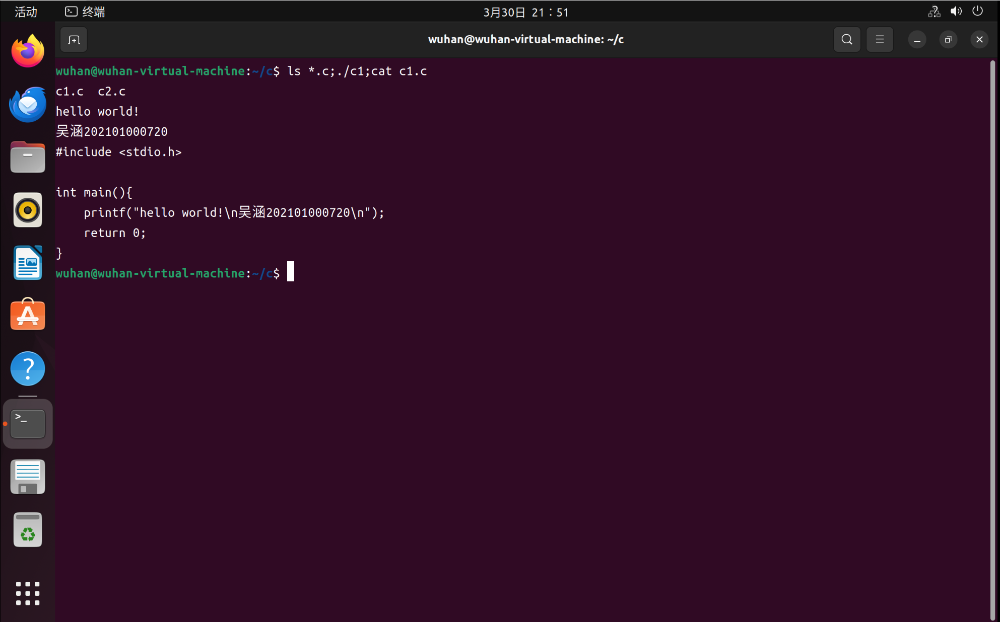 活动
终端
3月30日 21：51
wuhan@wuhan-virtual-machine: ~/c
wuhan@wuhan-virtual-machine:~/c$ ls *.c;./c1;cat c1.c
c1.c  c2.c
hello world!
吴涵202101000720
#include <stdio.h>

int main(){
    printf("hello world!\n吴涵202101000720\n");
    return 0;
}
wuhan@wuhan-virtual-machine:~/c$